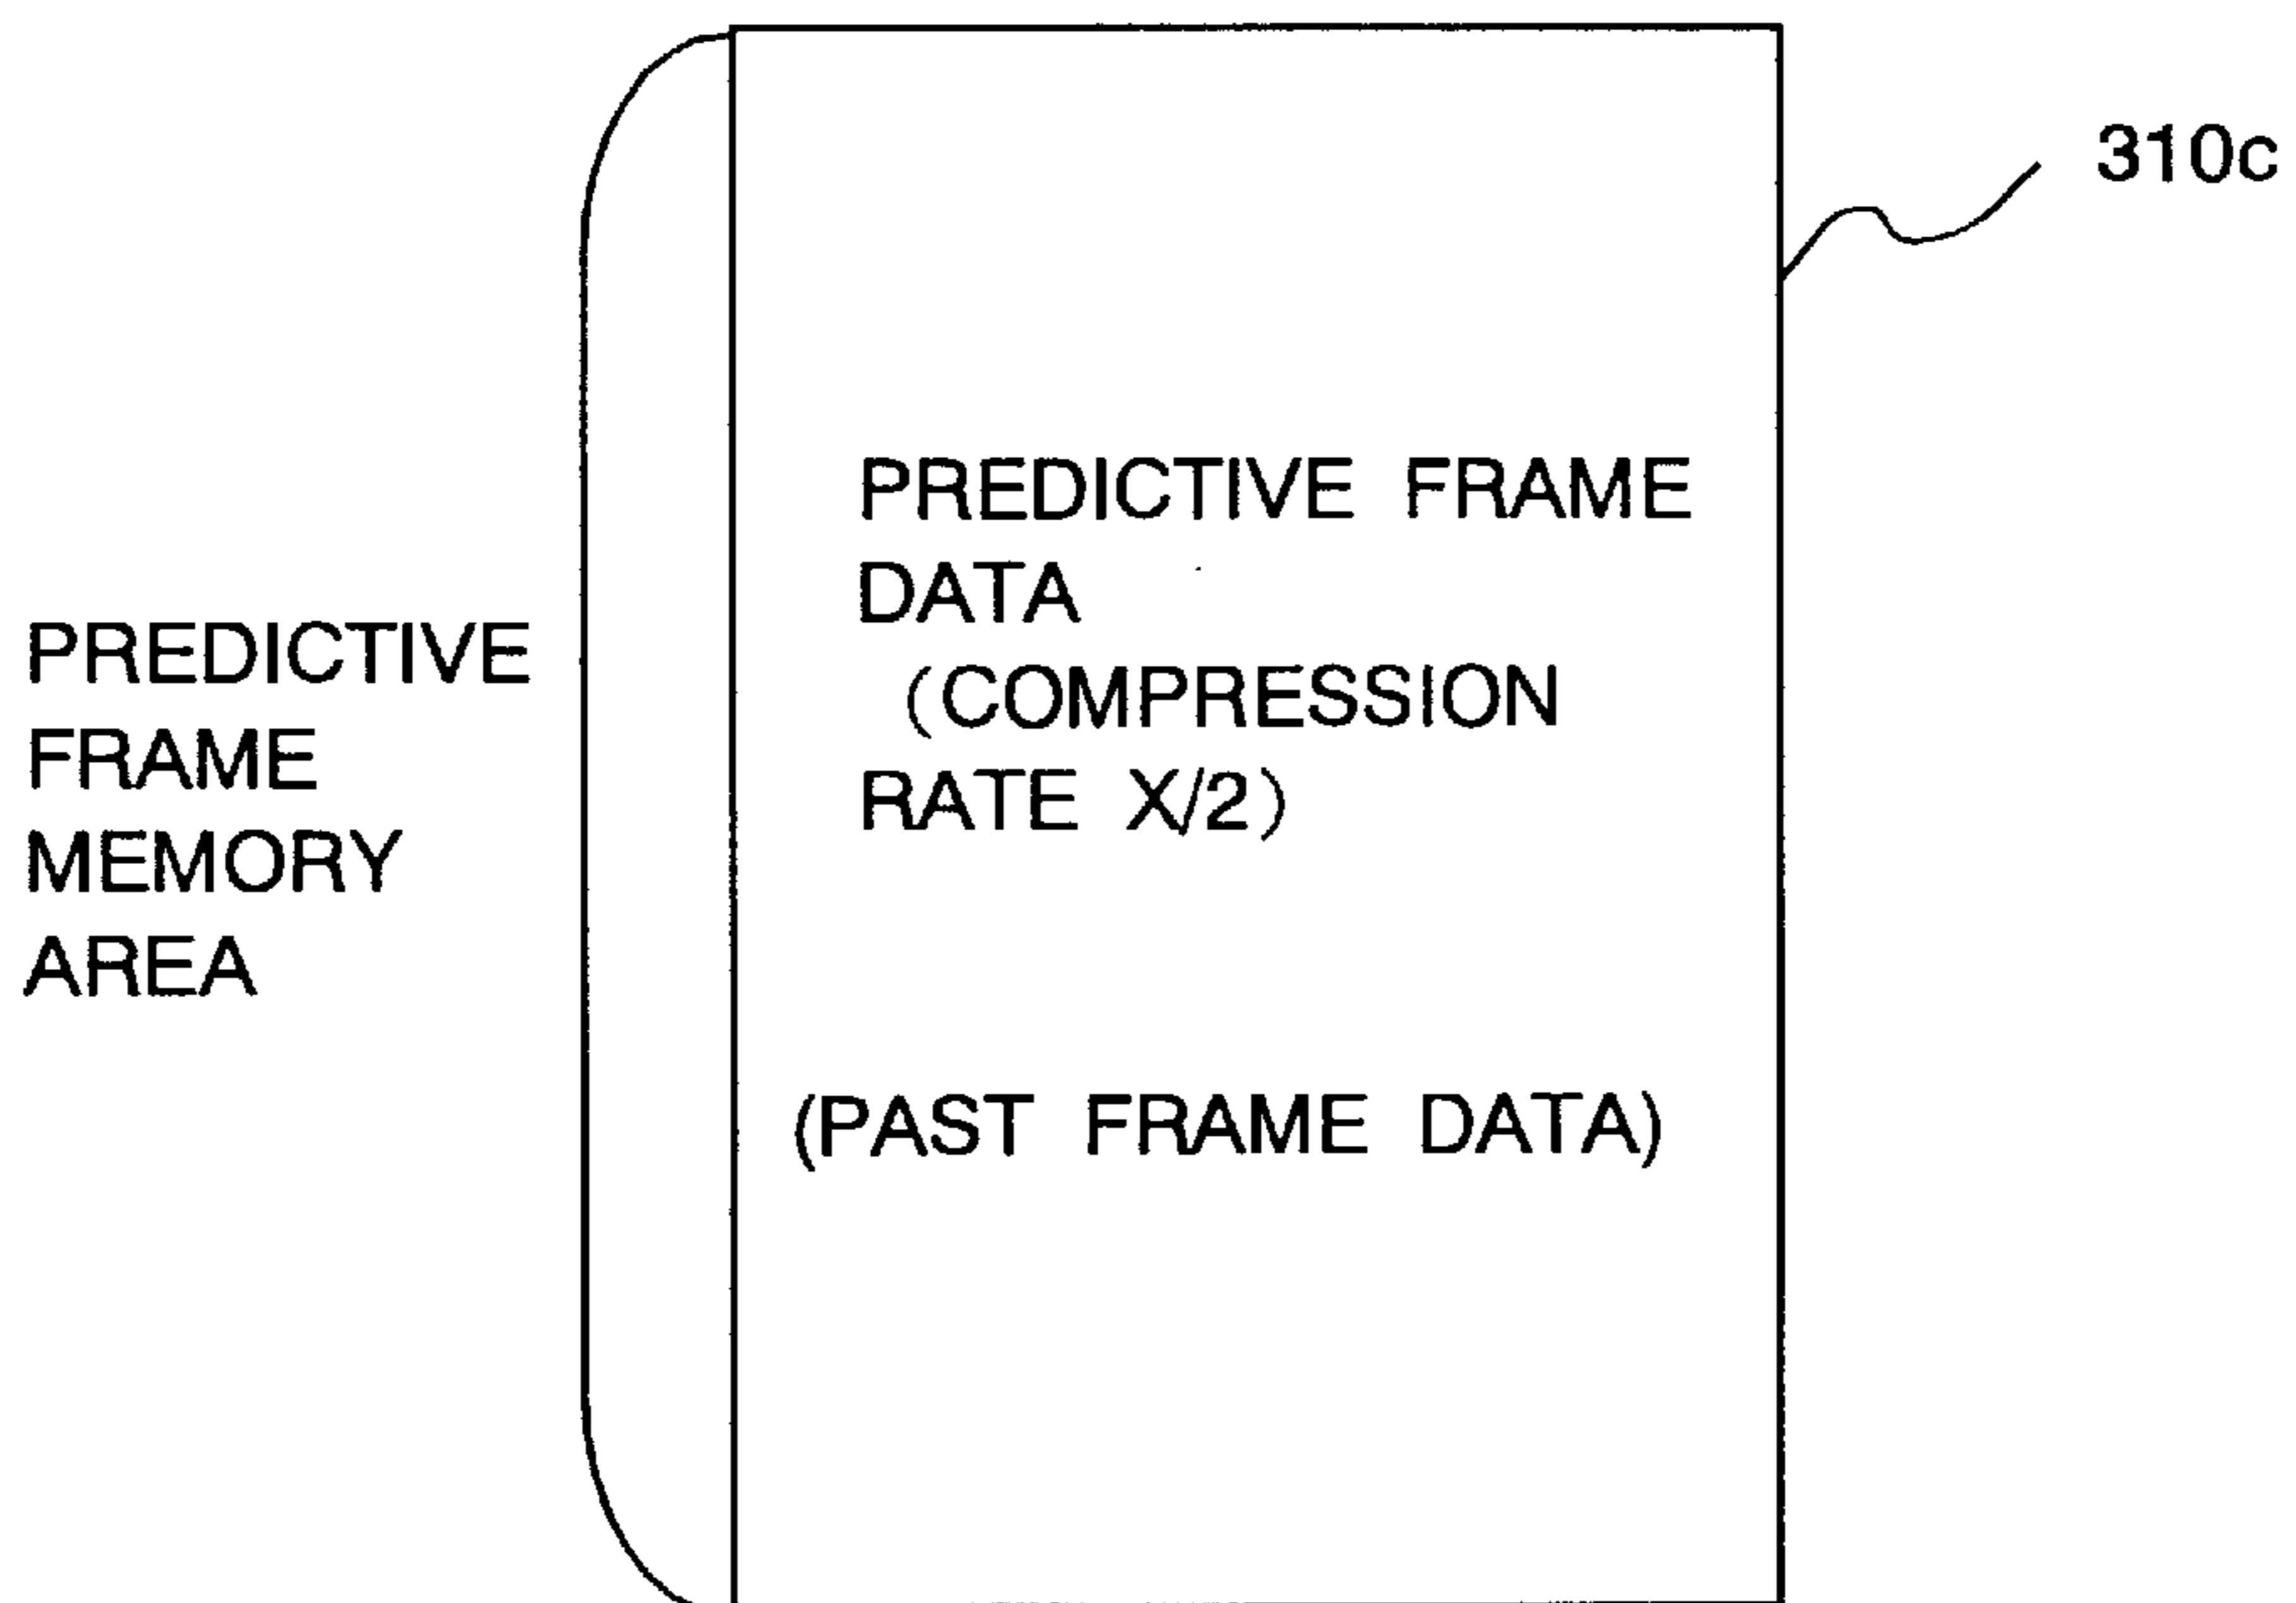 310c
PREDICTIVE FRAME
DATA
(COMPRESSION
RATE X/2)
PREDICTIVE
FRAME
MEMORY
AREA
(PAST FRAME DATA)